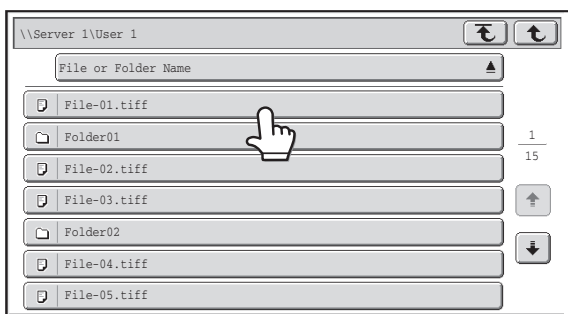 \\Server 1\User 1
File or Folder Name
File-01.tiff
Folder01
1
15
File-02.tiff
File-03.tiff
Folder02
File-04.tiff
File-05.tiff